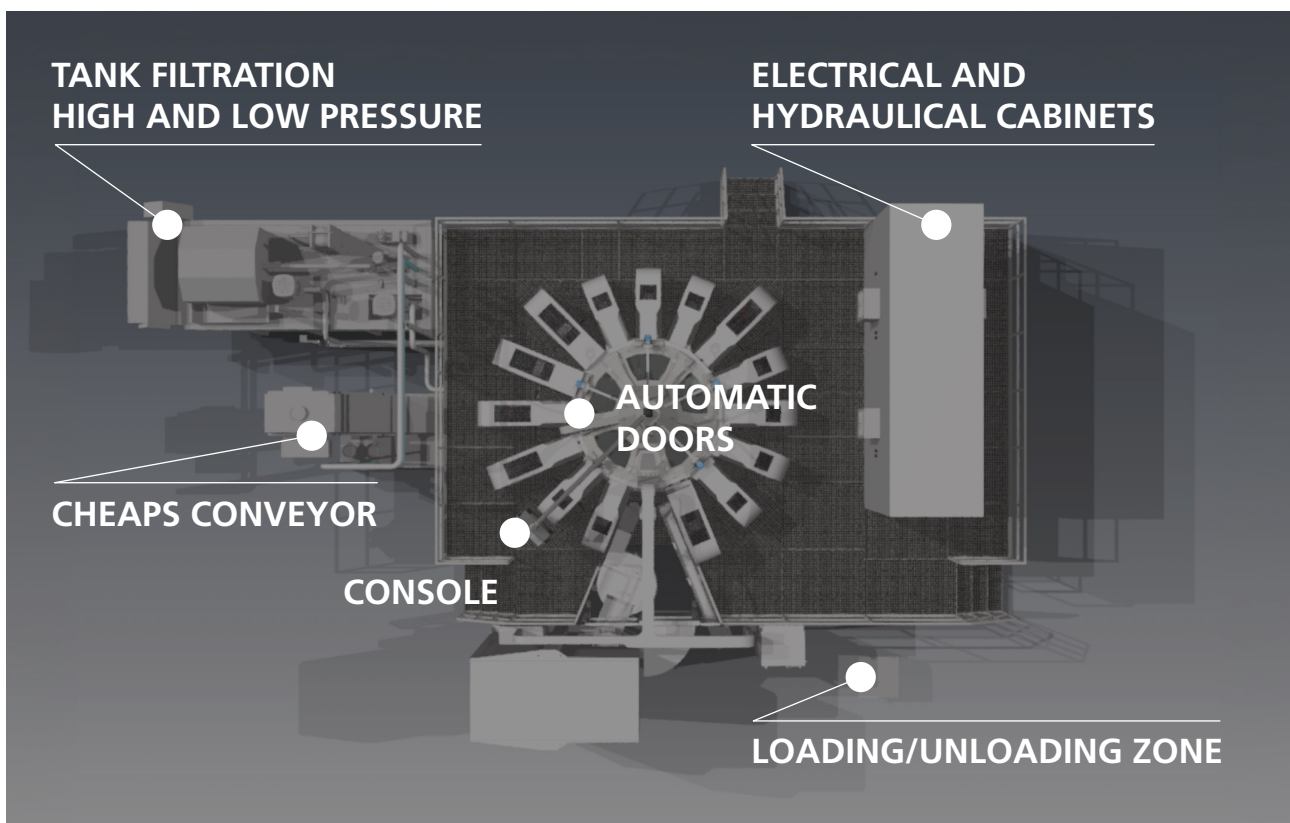 TANK FILTRATION
HIGH AND LOW PRESSURE
ELECTRICAL AND
HYDRAULICAL CABINETS
AUTOMATIC
DOORS
CHEAPS CONVEYOR
CONSOLE
LOADING/UNLOADING ZONE